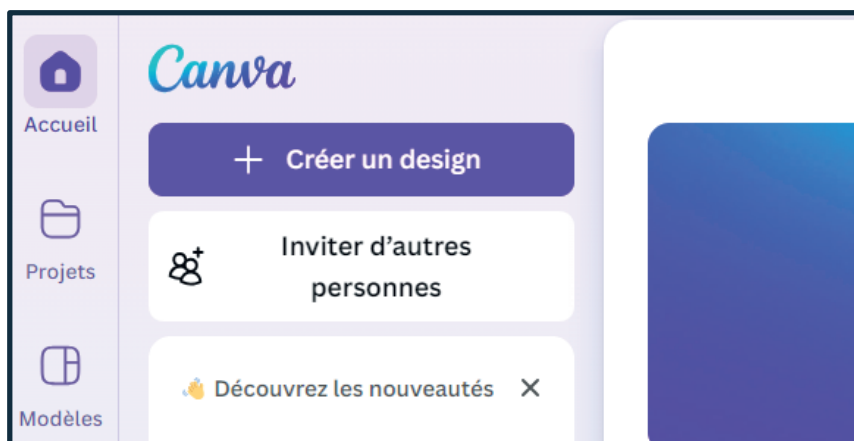 Accueil
Projets
Modèles
Canva
Créer un design
Inviter d’autres
personnes
👋 Découvrez les nouveautés